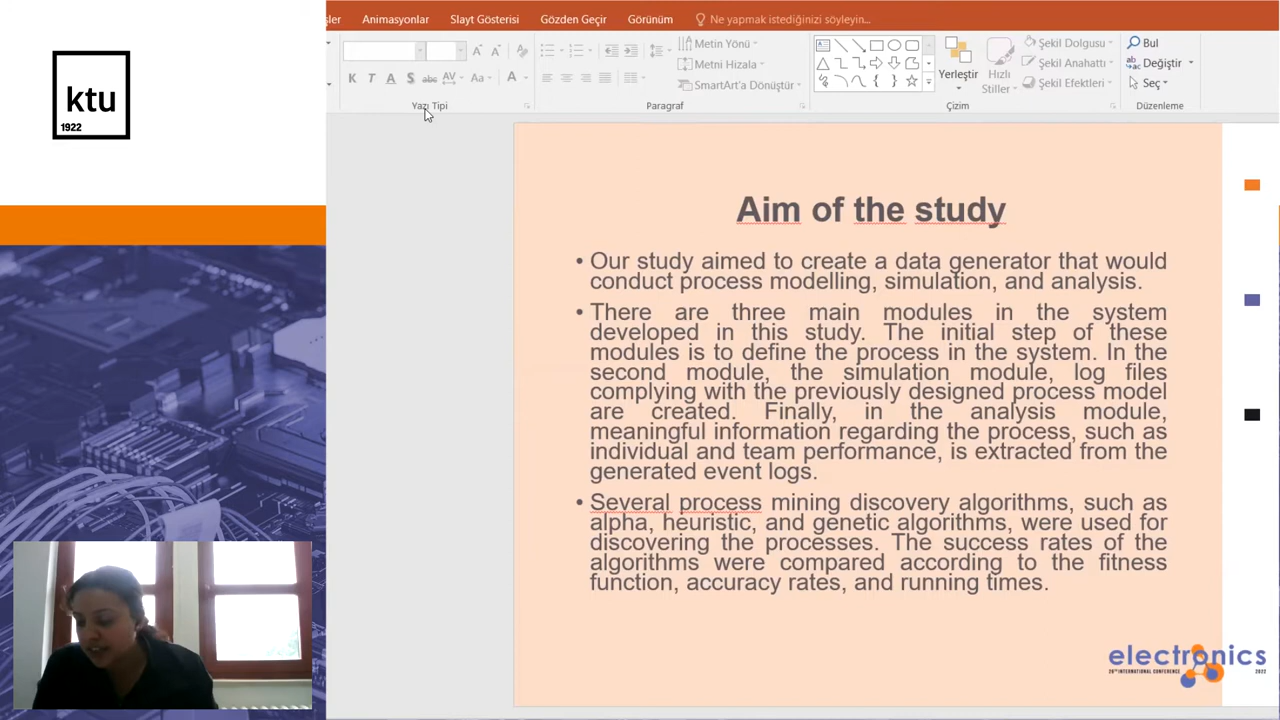 şler Animasyonlar Slayt Gösterisi Gözden Geçir Görünüm Ne yapmak istediğinizi söyleyin...
ktu
1922
K T A S abc AV Aa A
Yazı Tipi
Metin Yönü
Metni Hizala
SmartArt'a Dönüştür
Paragraf
Yerleştir
Hızlı
Stiller
Şekil Dolgusu
Şekil Anahattı
Şekil Efektleri
Çizim
Bul
Değiştir
Seç
Düzenleme
Aim of the study
• Our study aimed to create a data generator that would
conduct process modelling, simulation, and analysis.
• There are three main modules in the system
developed in this study. The initial step of these
modules is to define the process in the system. In the
second module, the simulation module, log files
complying with the previously designed process model
are created. Finally, in the analysis module,
meaningful information regarding the process, such as
individual and team performance, is extracted from the
generated event logs.
• Several process mining discovery algorithms, such as
alpha, heuristic, and genetic algorithms, were used for
discovering the processes. The success rates of the
algorithms were compared according to the fitness
function, accuracy rates, and running times.
electronics
26TH INTERNATIONAL CONFERENCE 2022